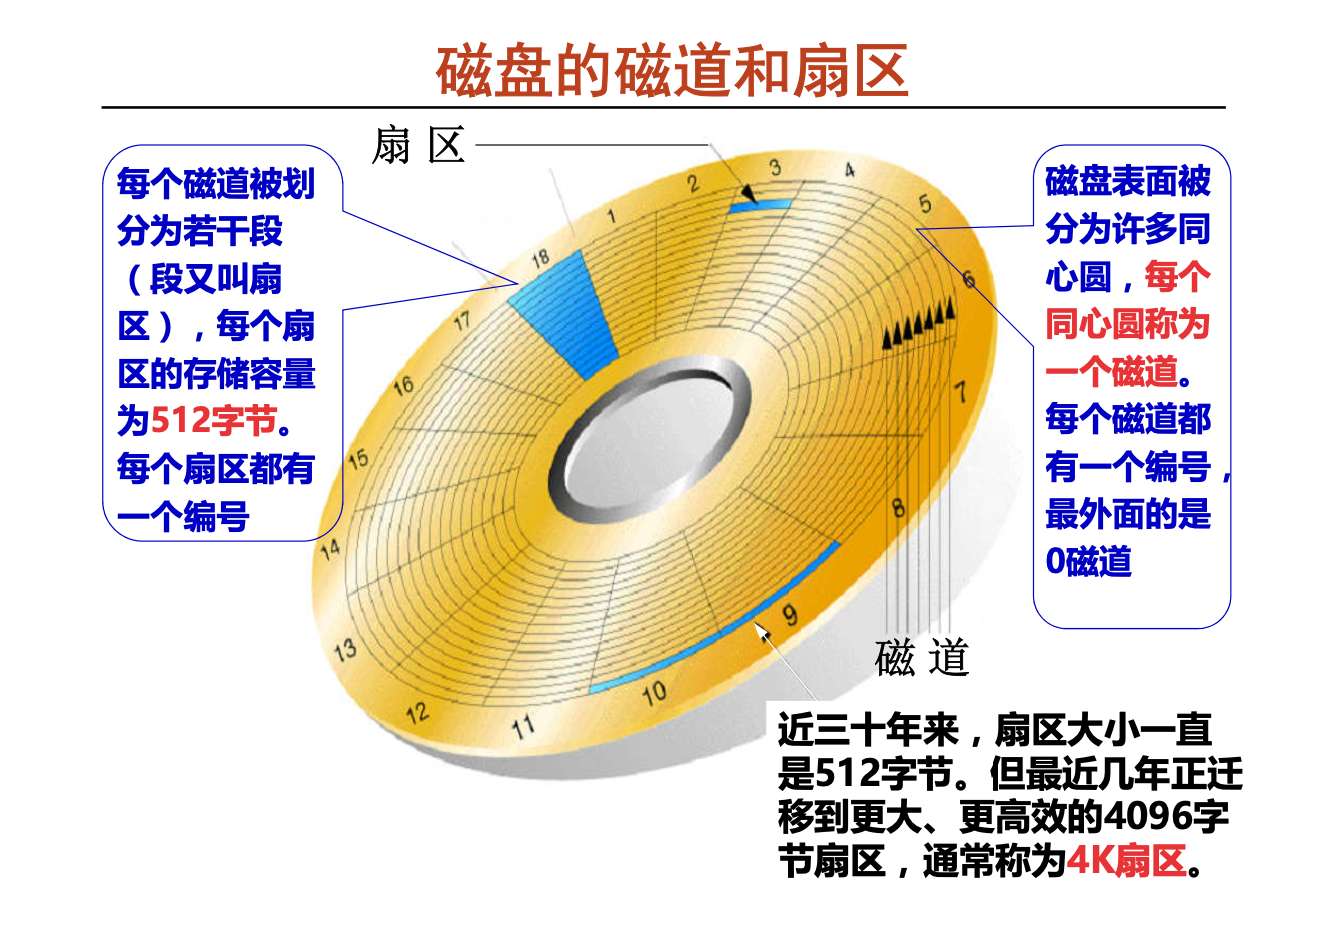 磁盘的磁道和扇区
扇 区
每个磁道被划
分为若干段
（段又叫扇
区），每个扇
区的存储容量
为512字节。
每个扇区都有
一个编号
磁盘表面被
分为许多同
心圆，每个
同心圆称为
一个磁道。
每个磁道都
有一个编号，
最外面的是
0磁道
1
2
3
4
5
6
7
8
9
10
11
12
13
14
15
16
17
18
磁 道
近三十年来，扇区大小一直
是512字节。但最近几年正迁
移到更大、更高效的4096字
节扇区，通常称为4K扇区。